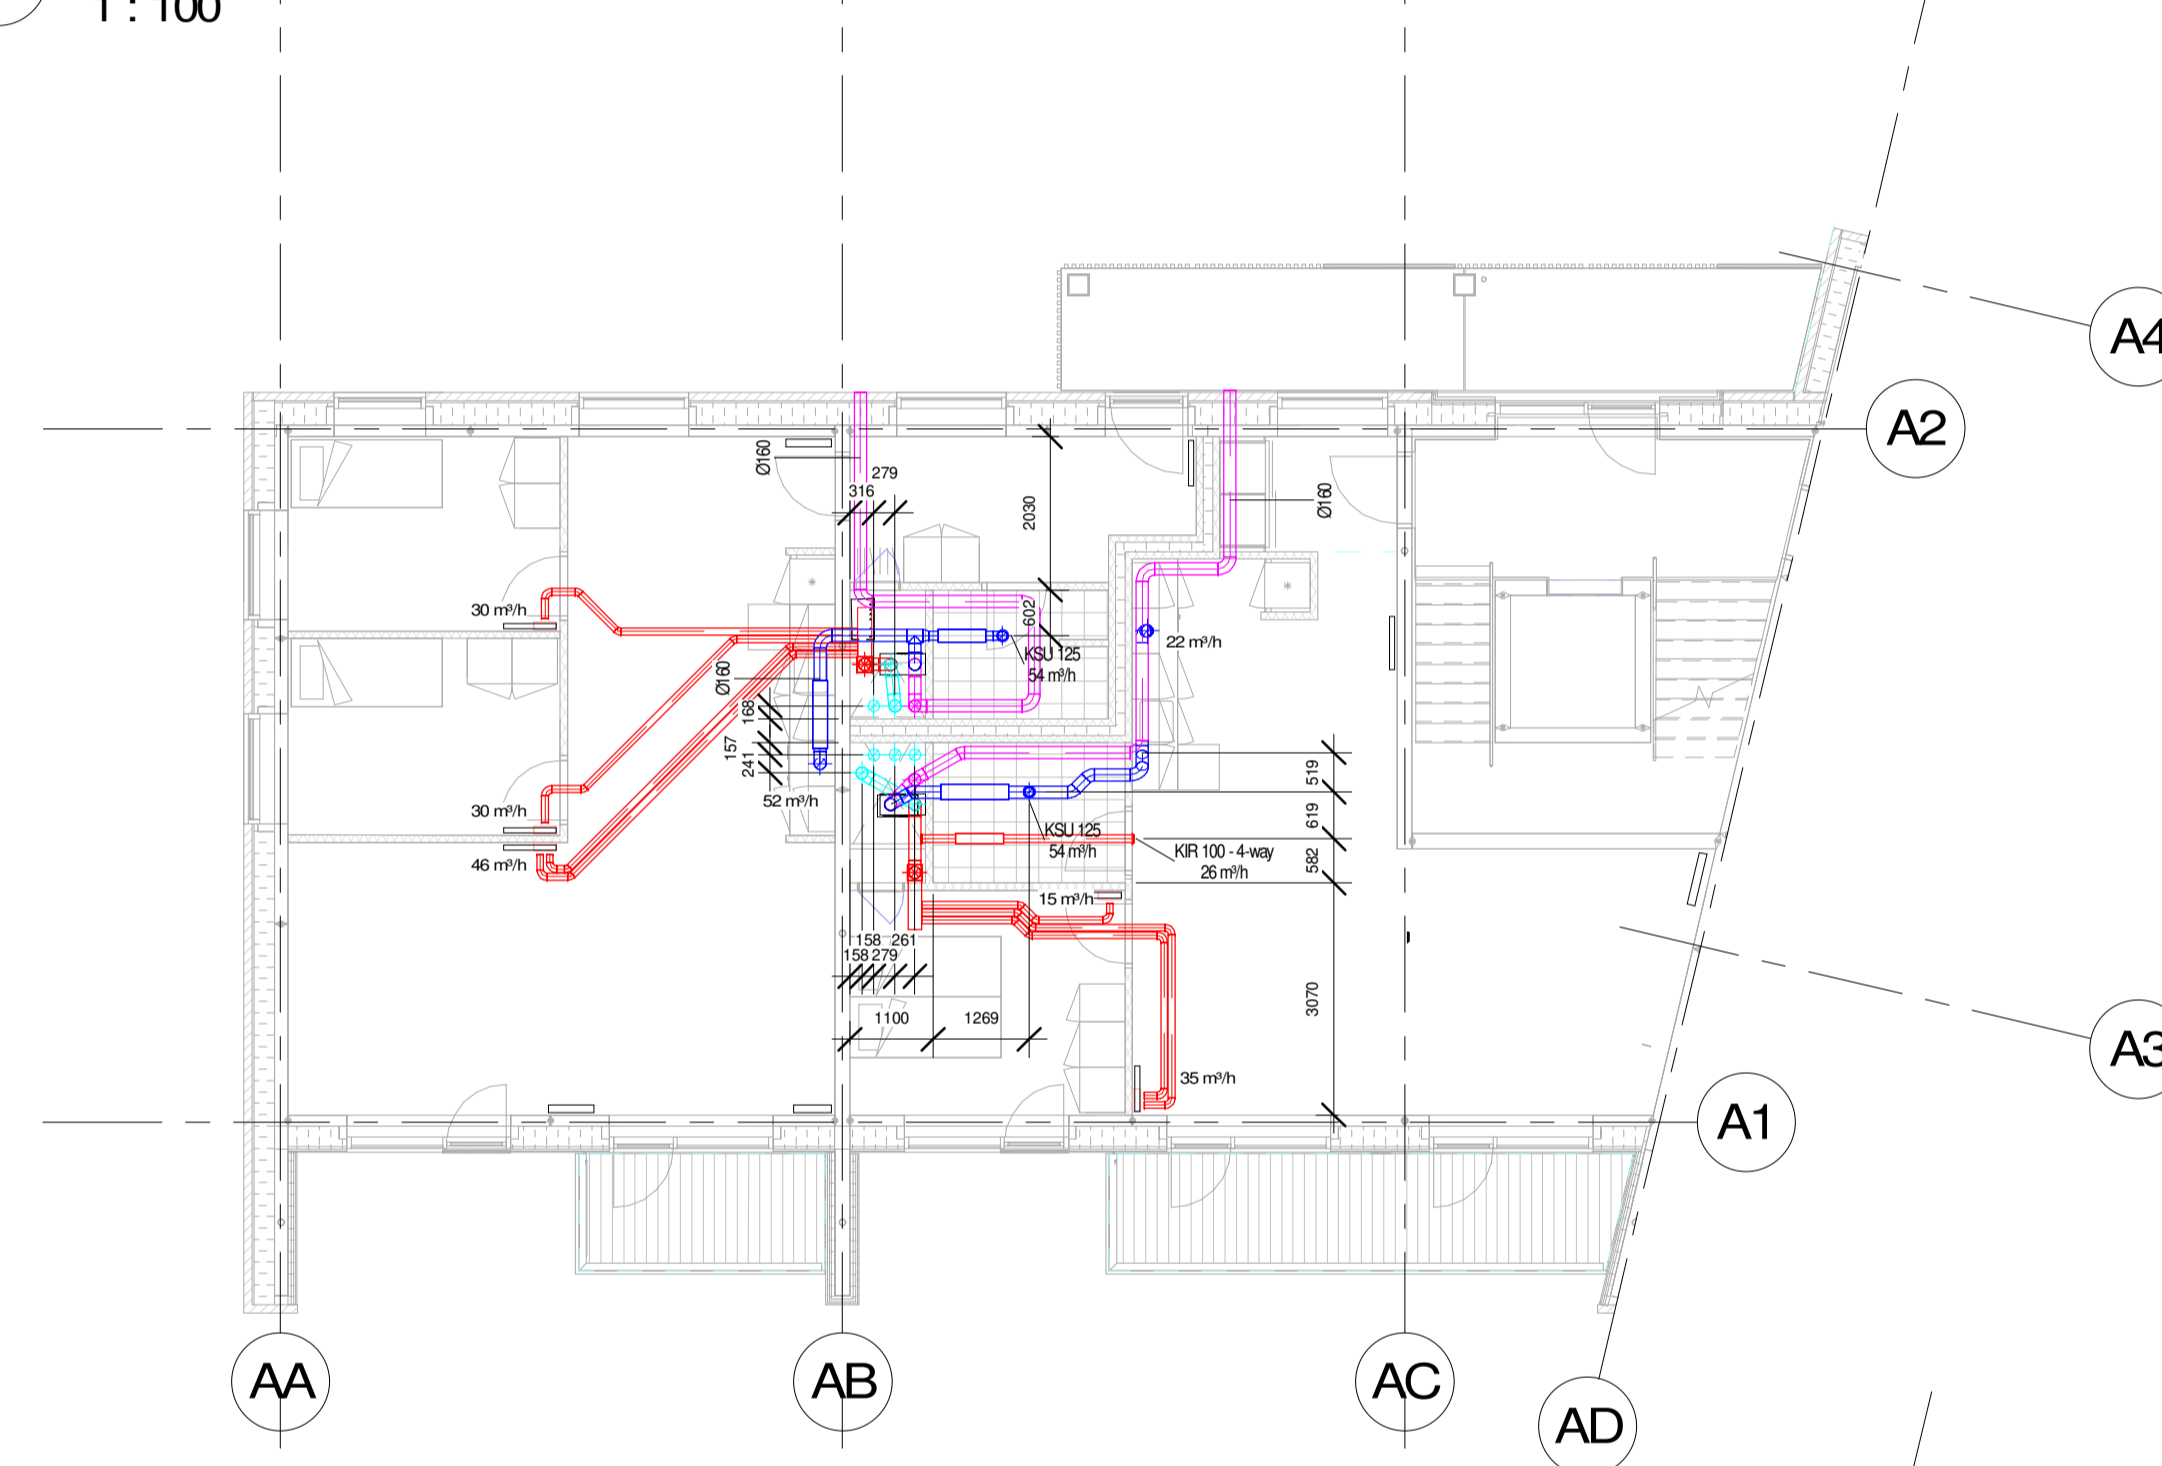 1 : 100
A4
A2
Ø160
279
316
2030
Ø160
30 m³/h
602
22 m³/h
KSU 125
54 m³/h
Ø160
168
157
241
52 m³/h
519
30 m³/h
619
KSU 125
54 m³/h
KIR 100 - 4-way
26 m³/h
582
46 m³/h
15 m³/h
158 261
158 279
3070
1100
1269
A3
35 m³/h
A1
AA
AB
AC
AD